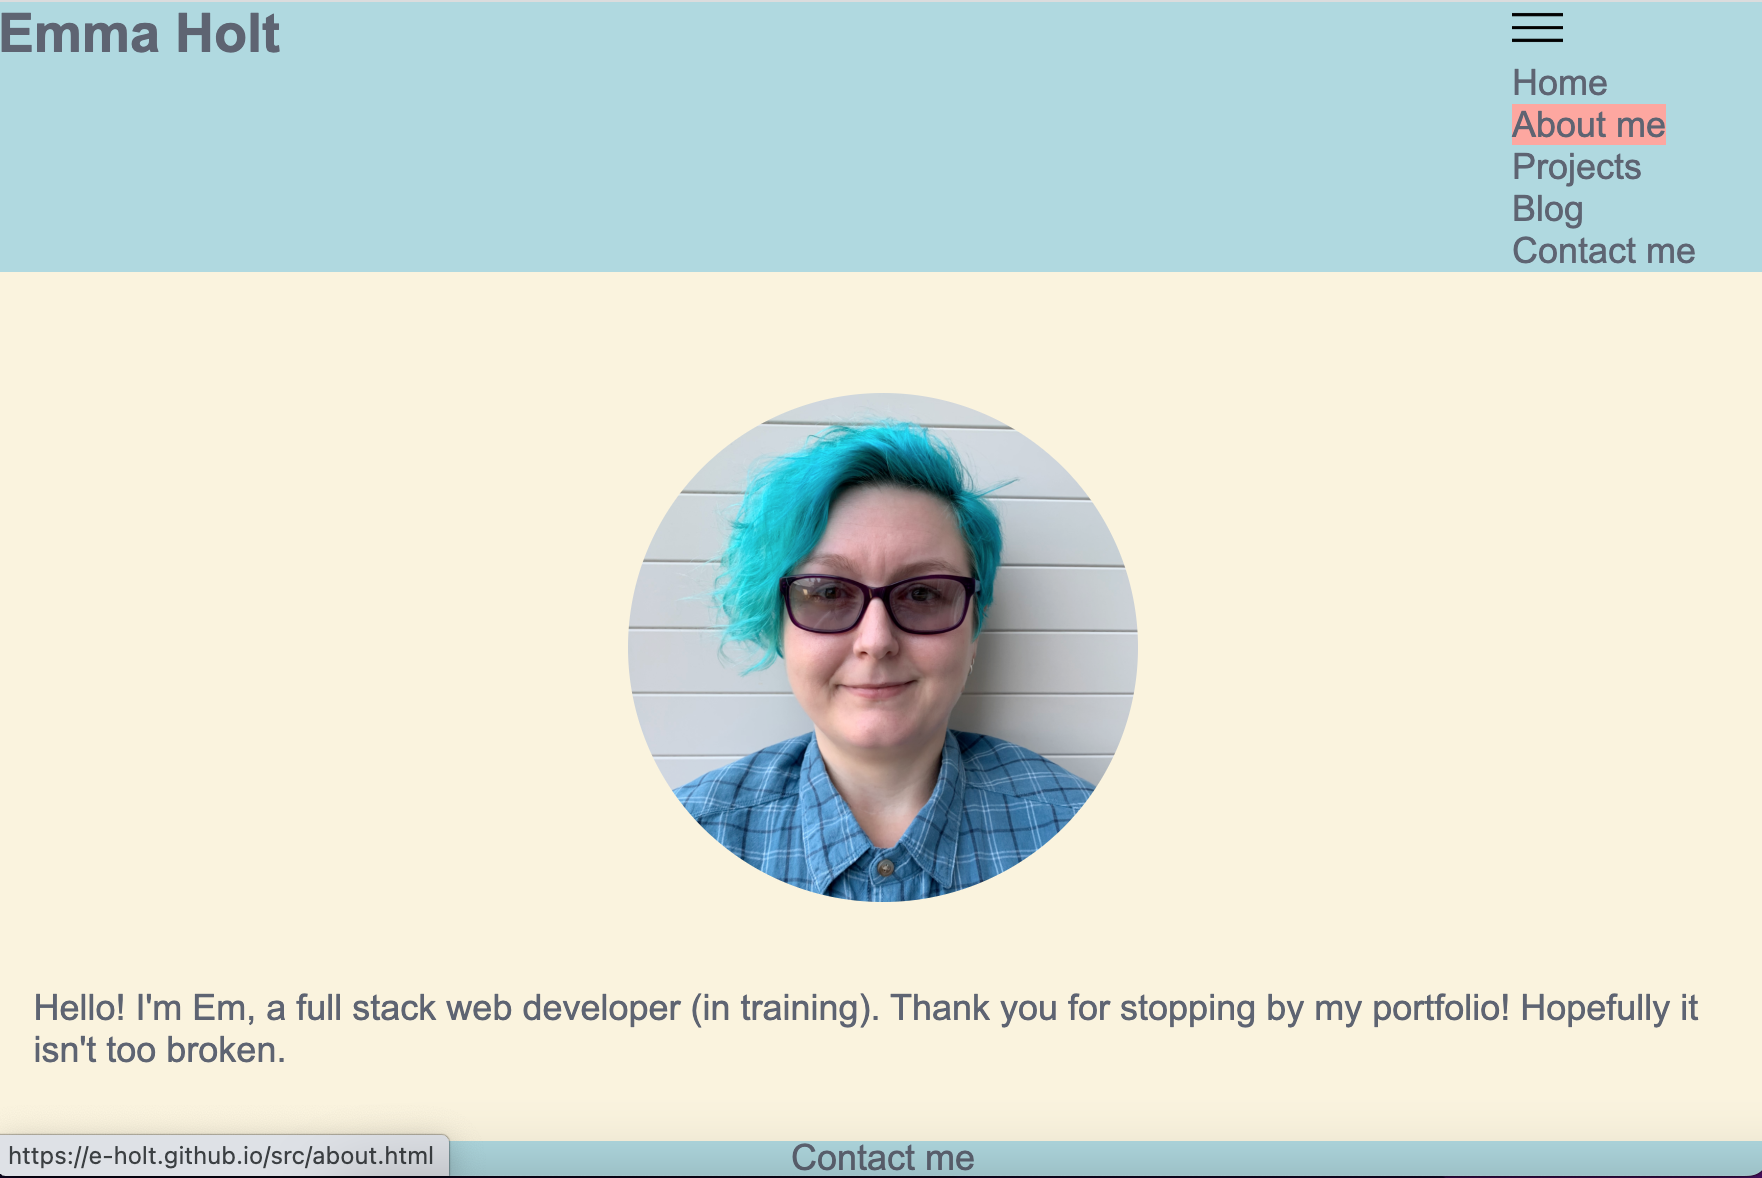 Emma Holt
Home
About me
Projects
Blog
Contact me
Hello! I'm Em, a full stack web developer (in training). Thank you for stopping by my portfolio! Hopefully it
isn't too broken.
https://e-holt.github.io/src/about.html
Contact me